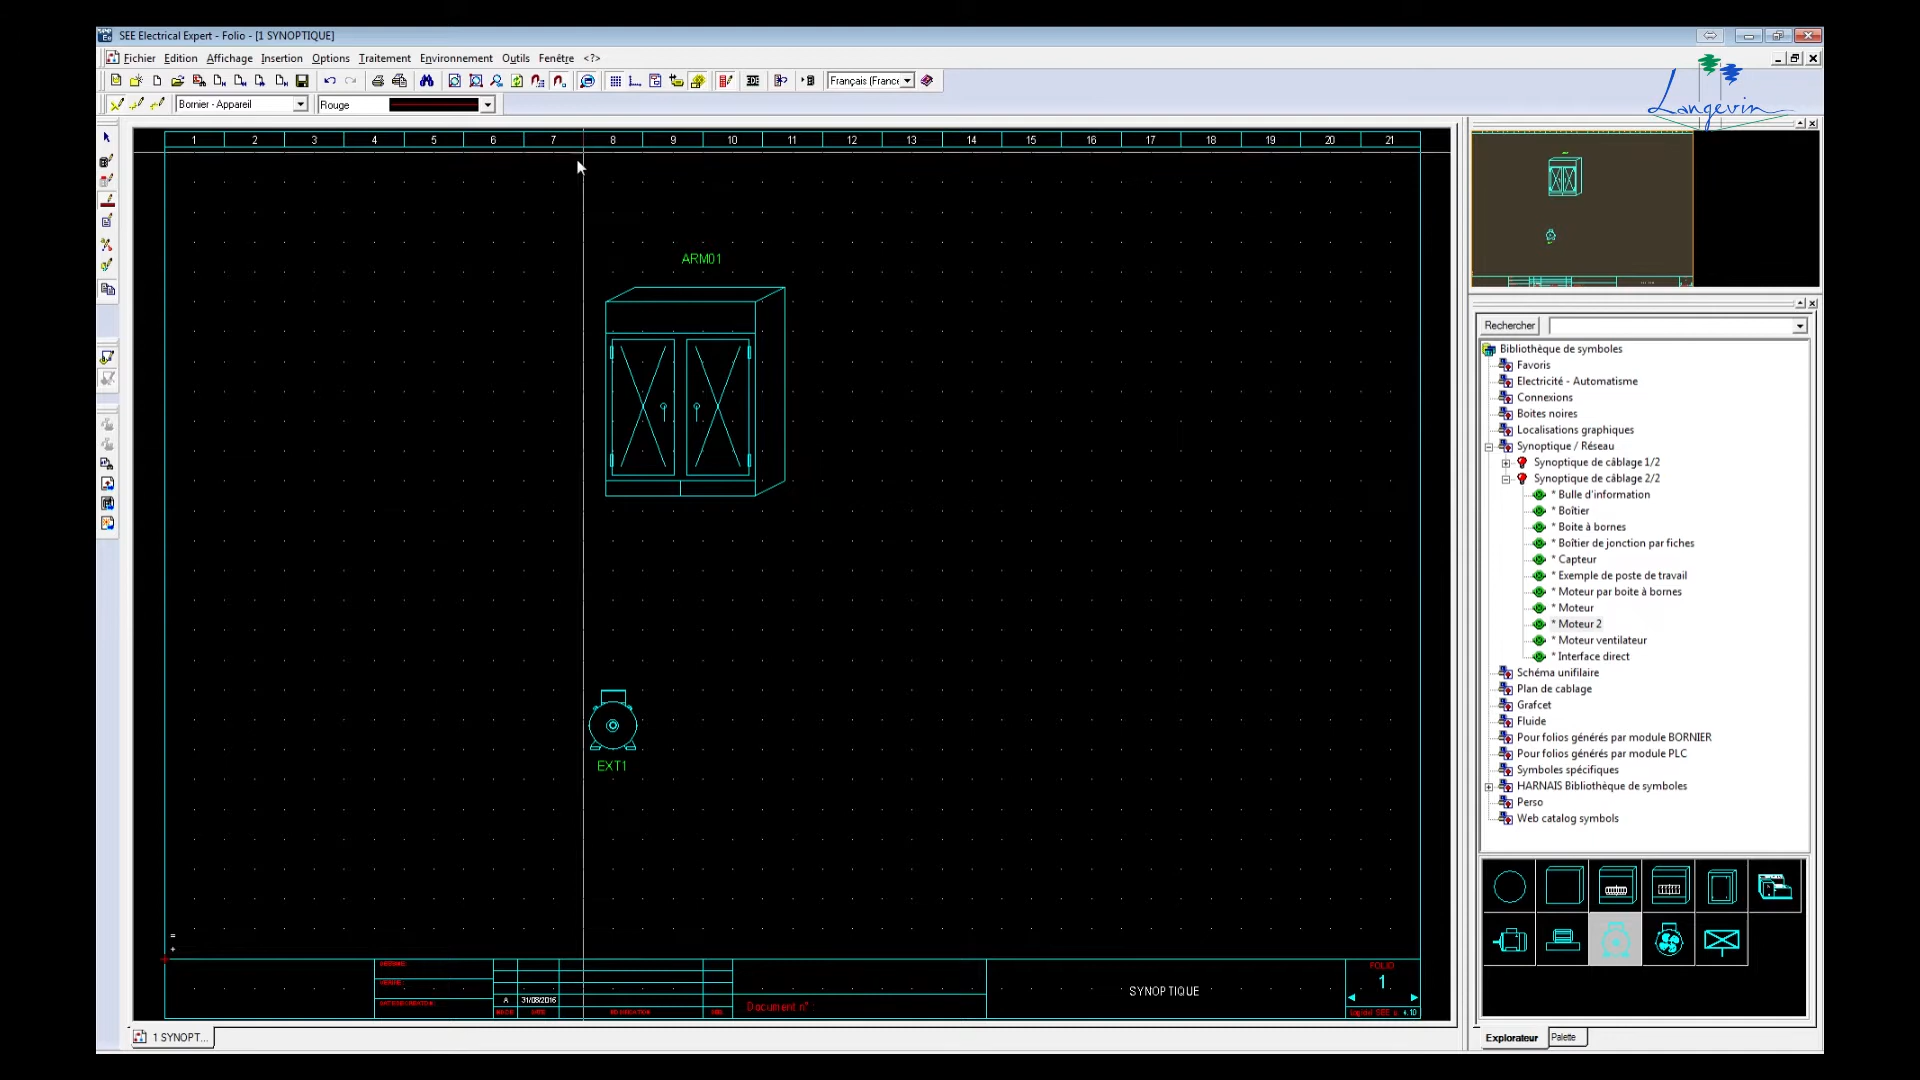 SEE Electrical Expert - Folio - [1 SYNOPTIQUE]
Fichier Edition Affichage Insertion Options Traitement Environnement Outils Fenêtre <?>
Français (France
Langevin
Bornier - Appareil Rouge
1 2 3 4 5 6 7 8 9 10 11 12 13 14 15 16 17 18 19 20 21
ARM01
EXT1
=
+
A 31/08/2016
INDICE DATE
Document n°
SYNOPTIQUE
FOLIO
1
Logiciel SEE v 4.10
1 SYNOPT...
Rechercher
Bibliothèque de symboles
Favoris
Electricité - Automatisme
Connexions
Boites noires
Localisations graphiques
Synoptique / Réseau
Synoptique de câblage 1/2
Synoptique de câblage 2/2
* Bulle d'information
* Boîtier
* Boite à bornes
* Boîtier de jonction par fiches
* Capteur
* Exemple de poste de travail
* Moteur par boite à bornes
* Moteur
* Moteur 2
* Moteur ventilateur
* Interface direct
Schéma unifilaire
Plan de cablage
Grafcet
Fluide
Pour folios générés par module BORNIER
Pour folios générés par module PLC
Symboles spécifiques
HARNAIS Bibliothèque de symboles
Perso
Web catalog symbols
Explorateur Palette